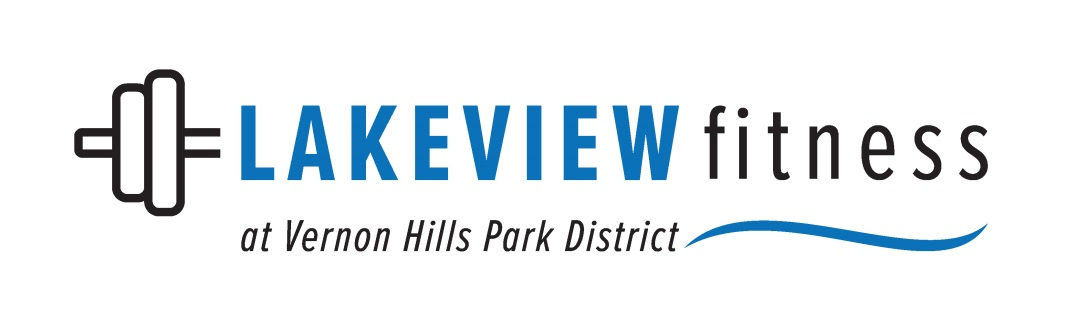 LAKEVIEW fitness
at Vernon Hills Park District